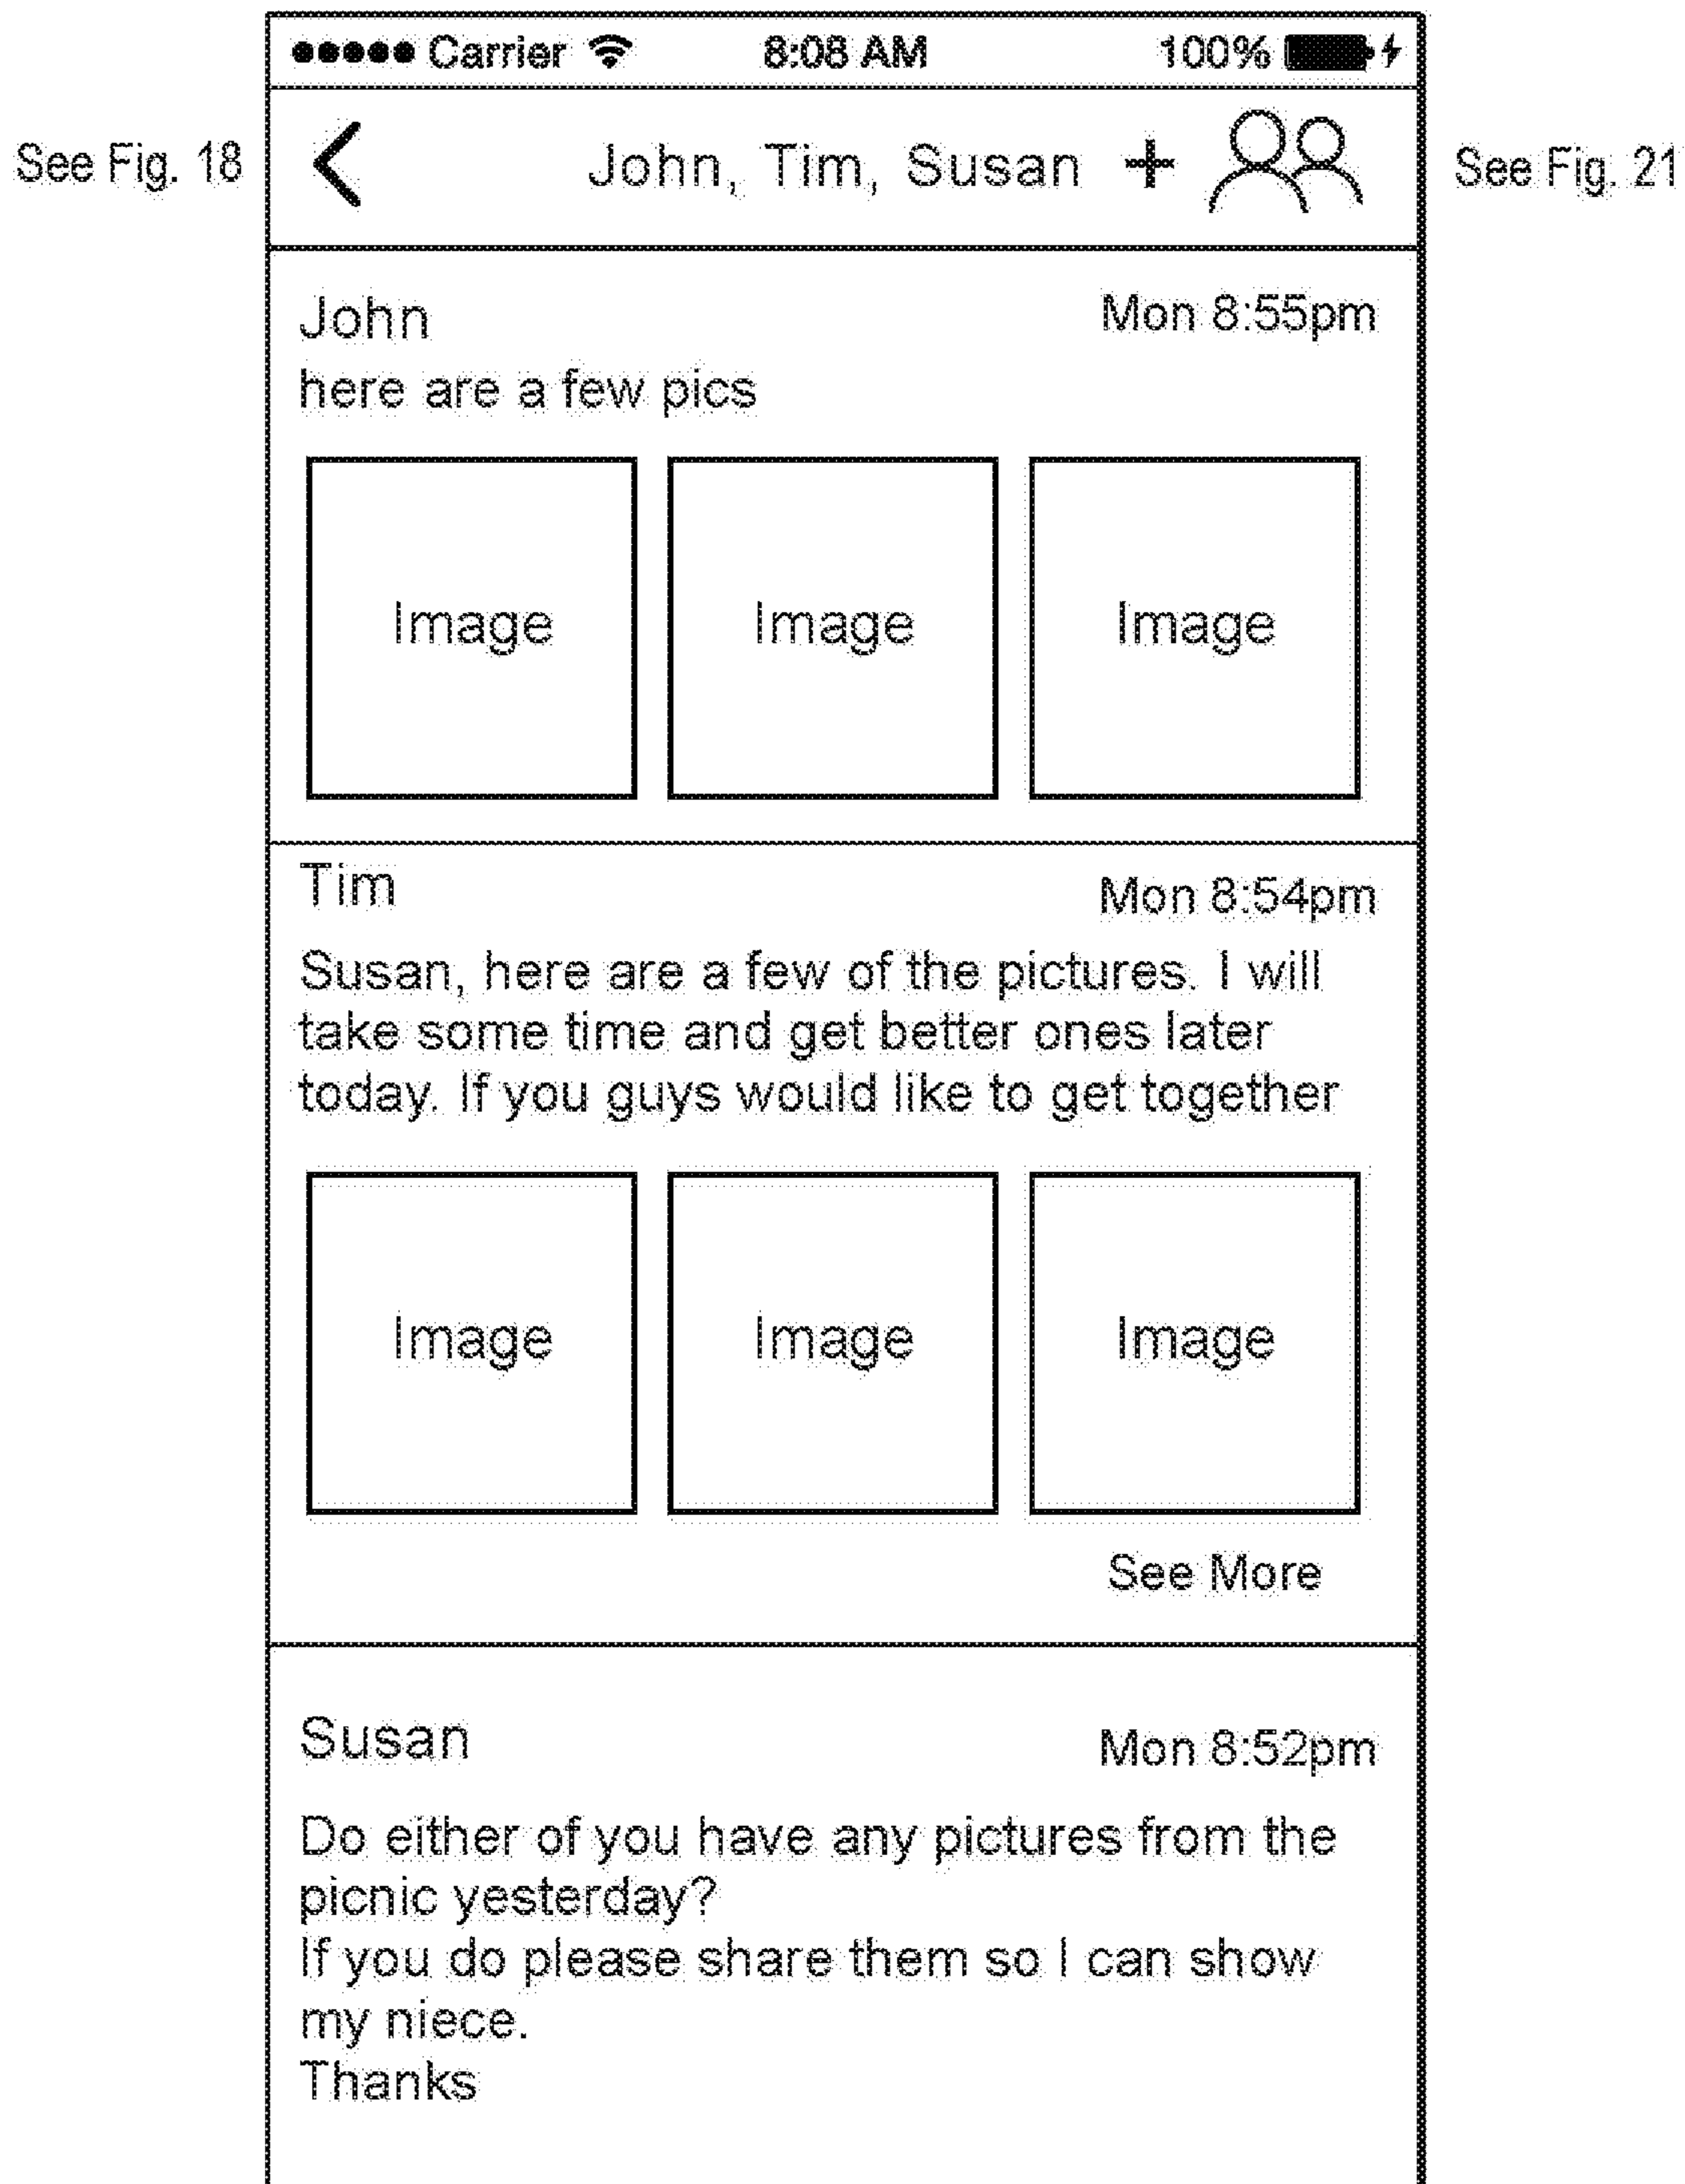 ●●●●● Carrier 8:08 AM 100%
See Fig. 18
John, Tim, Susan +
See Fig. 21
John Mon 8:55pm
here are a few pics
Image Image Image
Tim Mon 8:54pm
Susan, here are a few of the pictures. I will
take some time and get better ones later
today. If you guys would like to get together
Image Image Image
See More
Susan Mon 8:52pm
Do either of you have any pictures from the
picnic yesterday?
If you do please share them so I can show
my niece.
Thanks